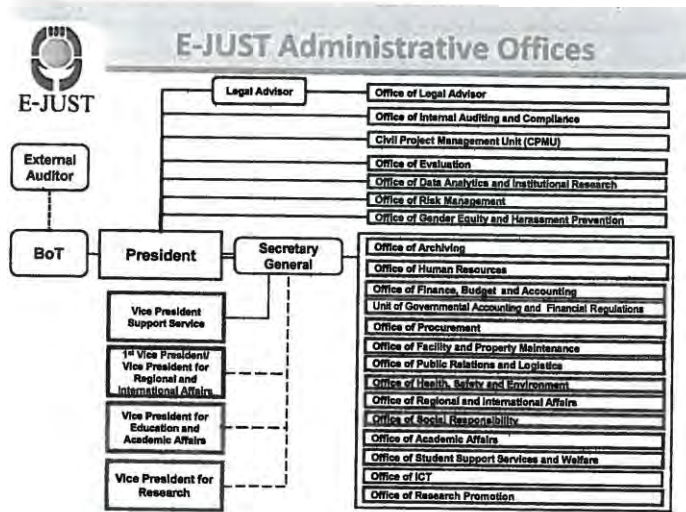 E-JUST Administrative Offices
E-JUST
Legal Advisor
Office of Legal Advisor
Office of Internal Auditing and Compliance
Civil Project Management Unit (CPMU)
External
Auditor
Office of Evaluation
Office of Data Analytics and Institutional Research
Office of Risk Management
Office of Gender Equity and Harassment Prevention
BoT
President
Secretary
General
Office of Archiving
Office of Human Resources
Office of Finance, Budget and Accounting
Unit of Governmental Accounting and Financial Regulations
Office of Procurement
Office of Facility and Property Maintenance
Office of Public Relations and Logistics
Office of Health, Safety and Environment
Office of Regional and International Affairs
Office of Social Responsibility
Office of Academic Affairs
Office of Student Support Services and Welfare
Office of ICT
Office of Research Promotion
Vice President
Support Service
1st Vice President/
Vice President for
Regional and
International Affairs
Vice President for
Education and
Academic Affairs
Vice President for
Research